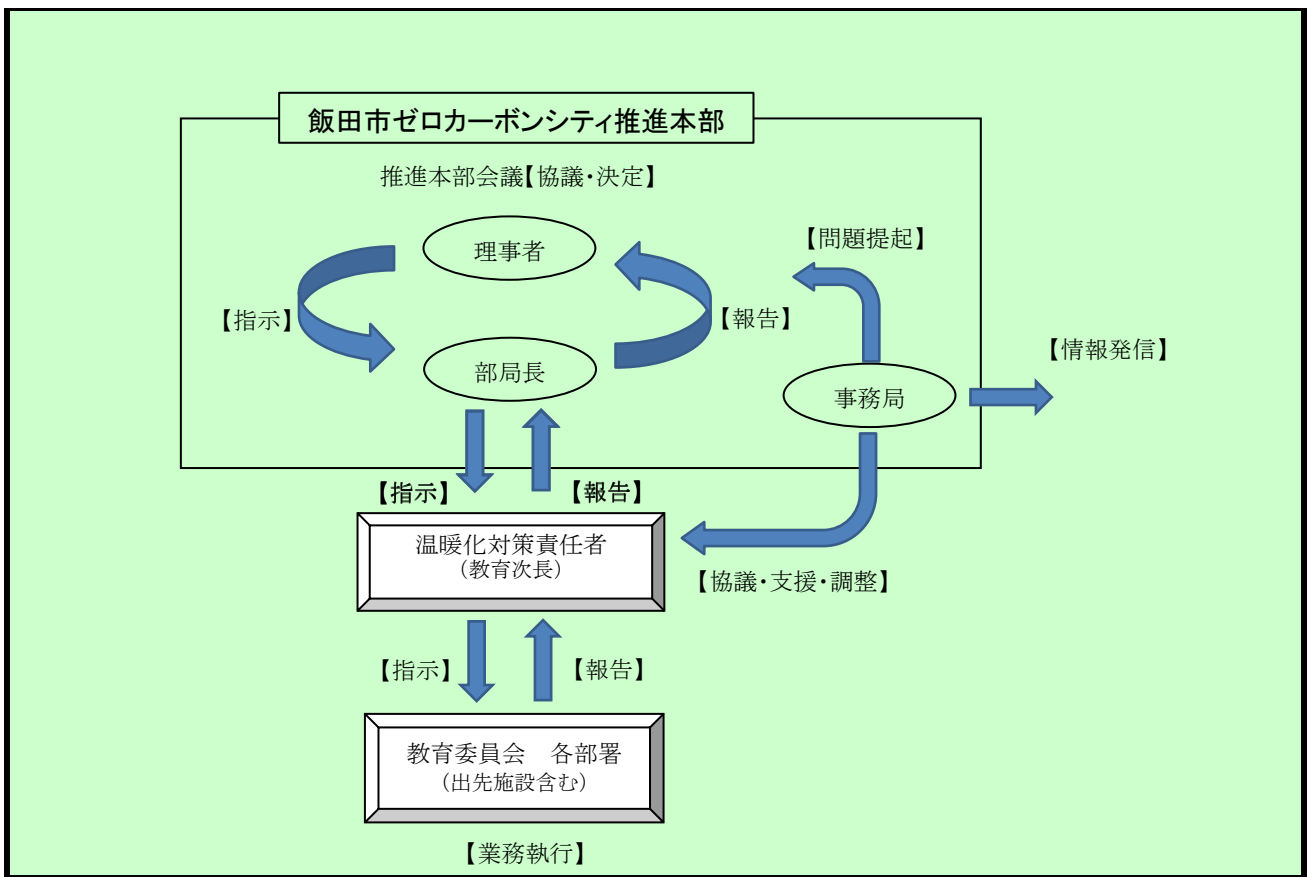 飯田市ゼロカーボンシティ推進本部
推進本部会議【協議・決定】
理事者
【問題提起】
【指示】
【報告】
部局長
事務局
【情報発信】
【指示】
【報告】
温暖化対策責任者
（教育次長）
【協議・支援・調整】
【指示】
【報告】
教育委員会　各部署
（出先施設含む）
【業務執行】